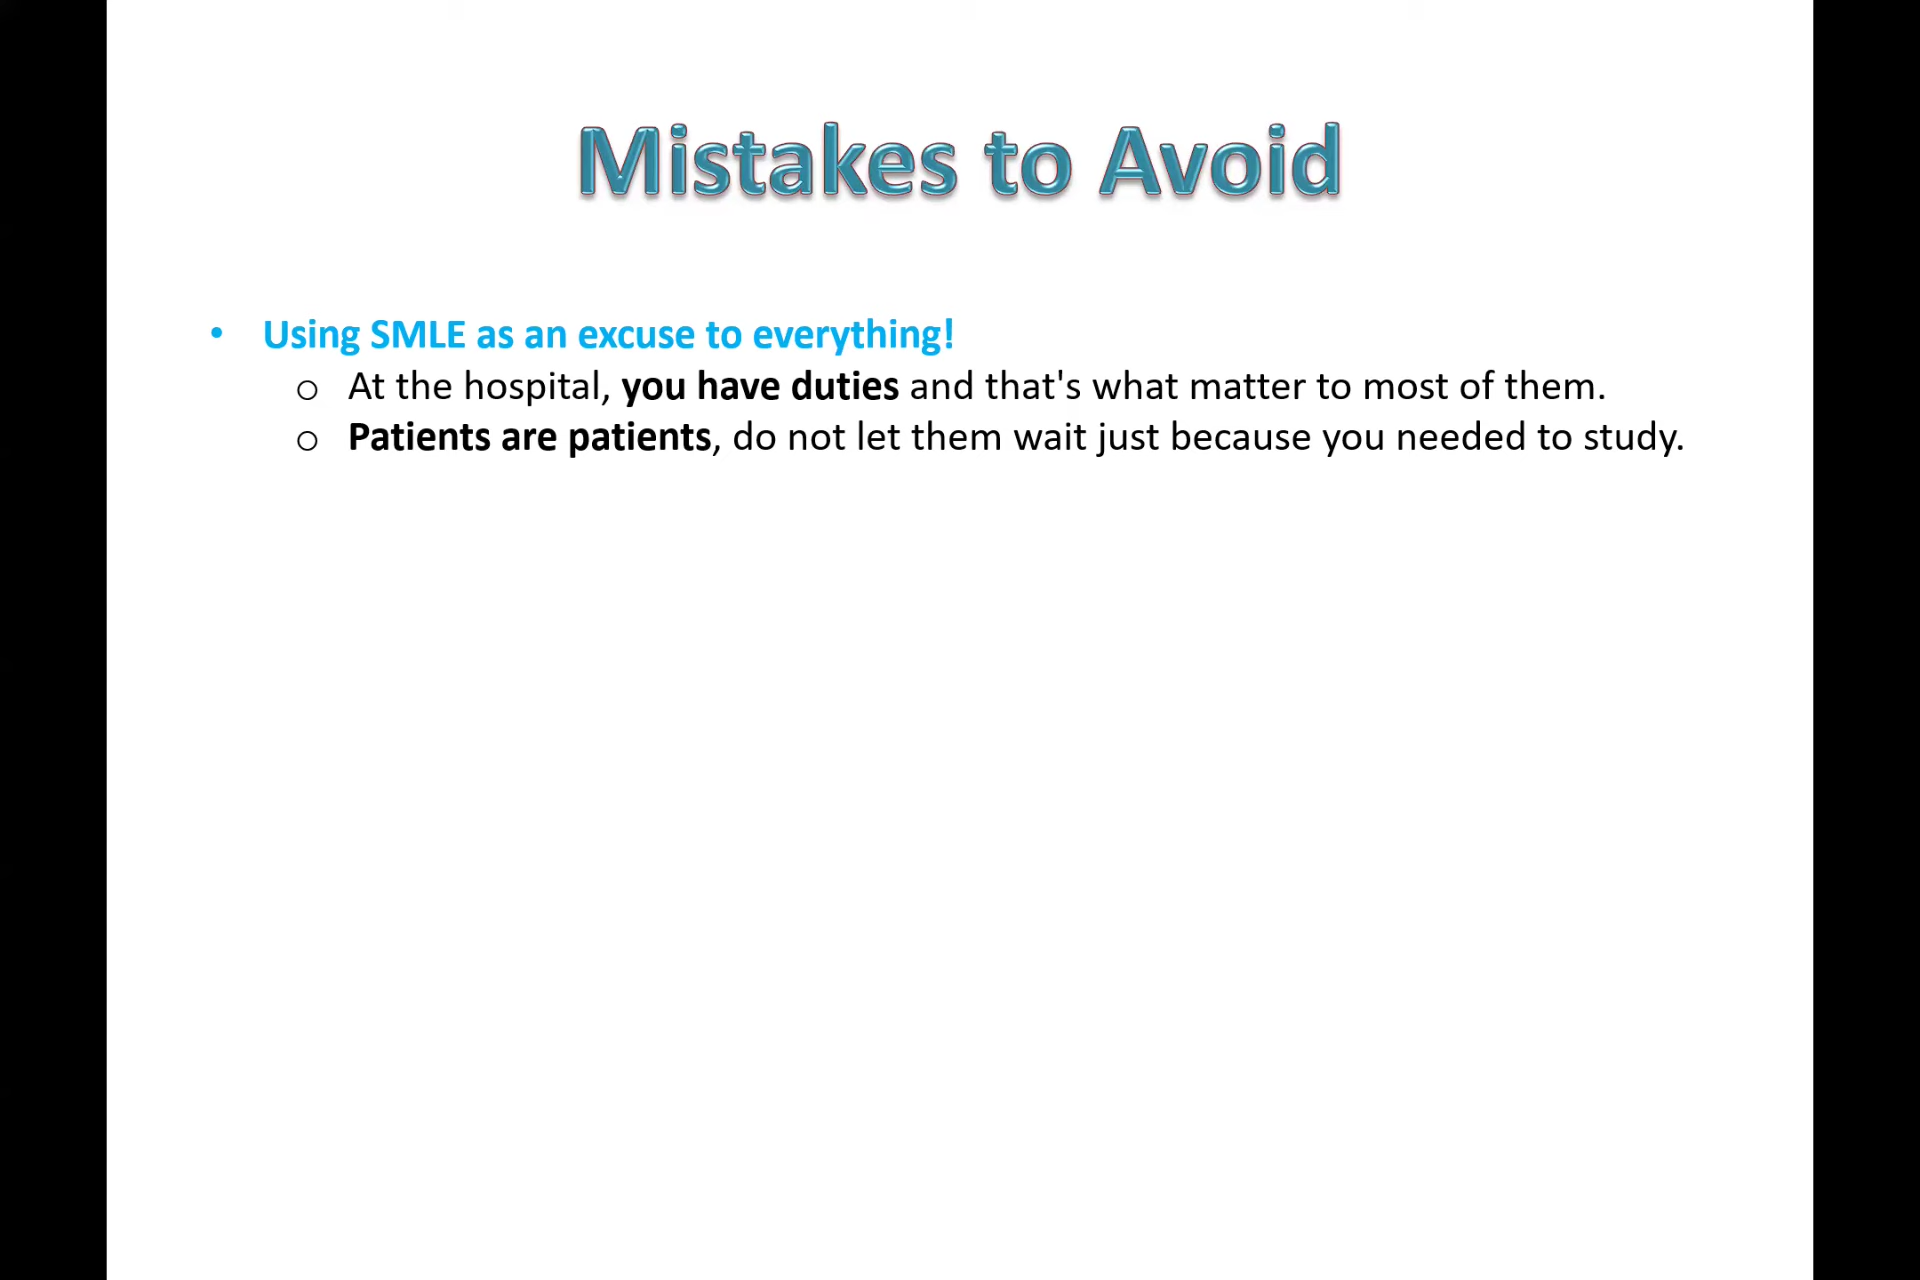 Mistakes to Avoid
• Using SMLE as an excuse to everything!
o At the hospital, you have duties and that's what matter to most of them.
o Patients are patients, do not let them wait just because you needed to study.